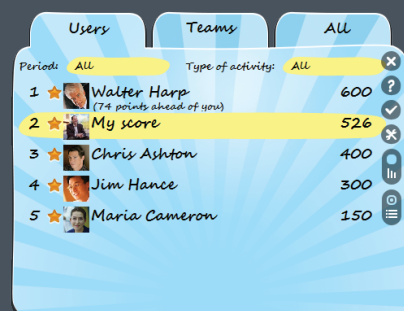 Users Teams All
Period: All Type of activity: All
1 Walter Harp 600
(74 points ahead of you)
2 My score 526
3 Chris Ashton 400
4 Jim Hance 300
5 Maria Cameron 150
?